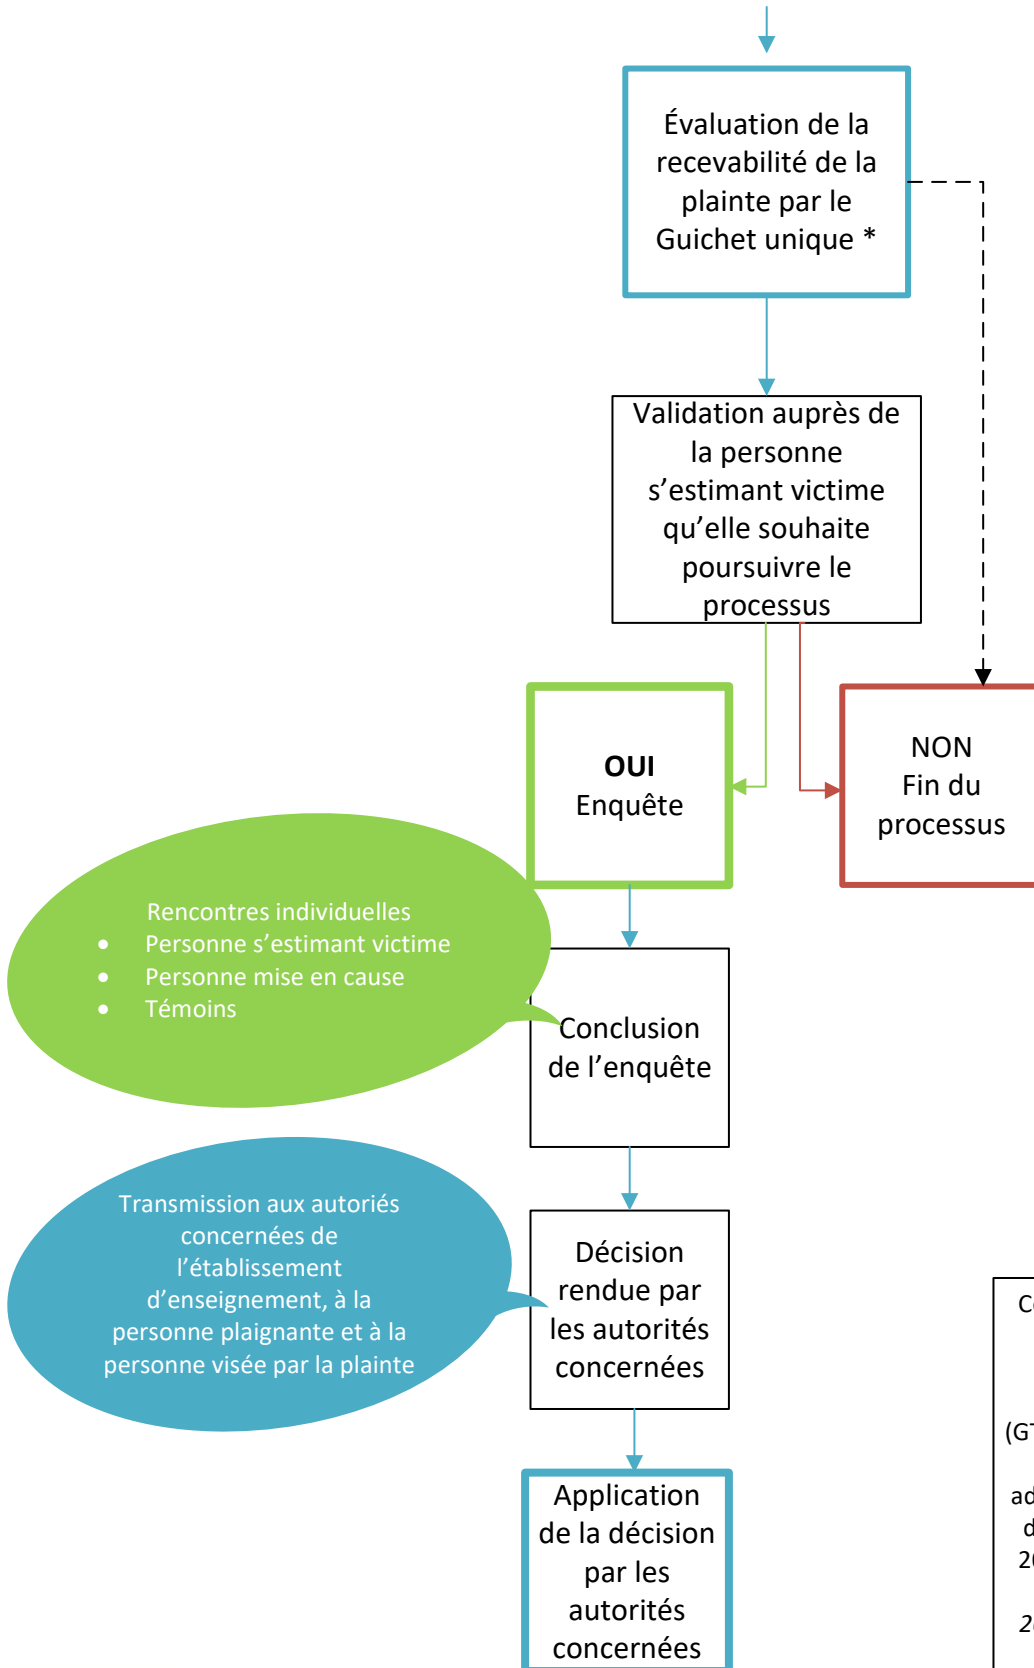 Évaluation de la
recevabilité de la
plainte par le
Guichet unique *
Validation auprès de
la personne
s’estimant victime
qu’elle souhaite
poursuivre le
processus
OUI
Enquête
NON
Fin du
processus
Rencontres individuelles
• Personne s’estimant victime
• Personne mise en cause
• Témoins
Conclusion
de l’enquête
Transmission aux autoriés
concernées de
l’établissement
d’enseignement, à la
personne plaignante et à la
personne visée par la plainte
Décision
rendue par
les autorités
concernées
Application
de la décision
par les
autorités
concernées